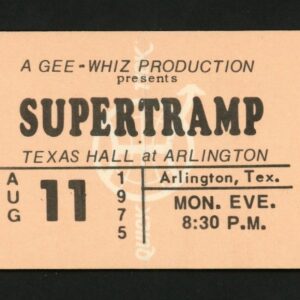 A GEE-WHIZ PRODUCTION
presents
SUPERTRAMP
TEXAS HALL at ARLINGTON
AUG 11 1975
Arlington, Tex.
MON. EVE.
8:30 P.M.